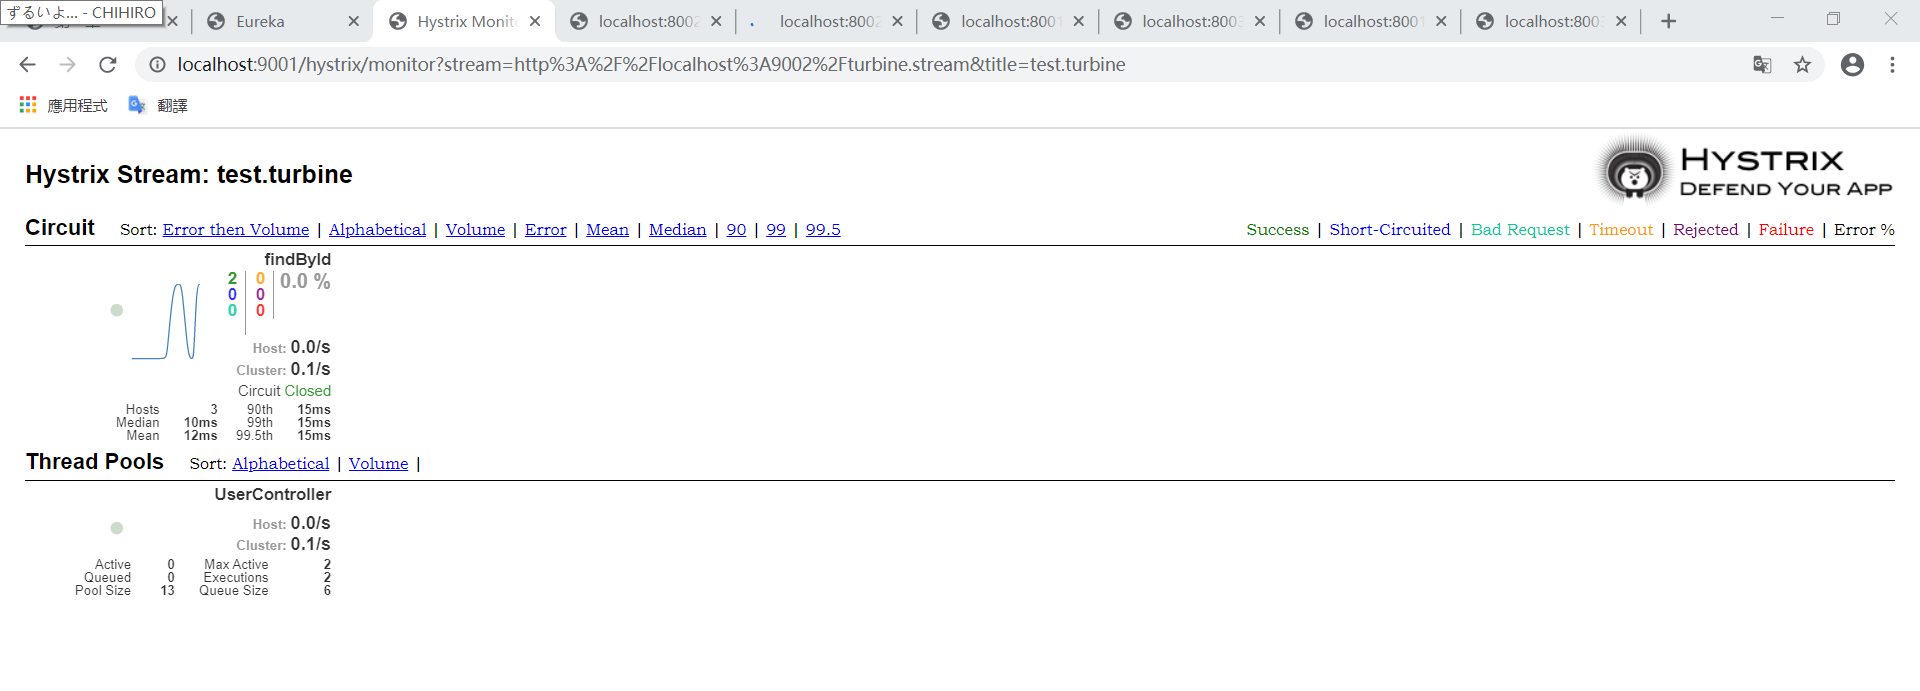 ずるいよ... - CHIHIRO
Eureka
Hystrix Monit
localhost:8002
localhost:8002
localhost:8001
localhost:8003
localhost:8001
localhost:8003
localhost:9001/hystrix/monitor?stream=http%3A%2F%2Flocalhost%3A9002%2Fturbine.stream&title=test.turbine
應用程式 翻譯
Hystrix Stream: test.turbine
HYSTRIX
DEFEND YOUR APP
Circuit Sort: Error then Volume | Alphabetical | Volume | Error | Mean | Median | 90 | 99 | 99.5
Success | Short-Circuited | Bad Request | Timeout | Rejected | Failure | Error %
findById
2 0 0.0 %
0 0
0 0
Host: 0.0/s
Cluster: 0.1/s
Circuit Closed
Hosts 3 90th 15ms
Median 10ms 99th 15ms
Mean 12ms 99.5th 15ms
Thread Pools Sort: Alphabetical | Volume |
UserController
Host: 0.0/s
Cluster: 0.1/s
Active 0 Max Active 2
Queued 0 Executions 2
Pool Size 13 Queue Size 6